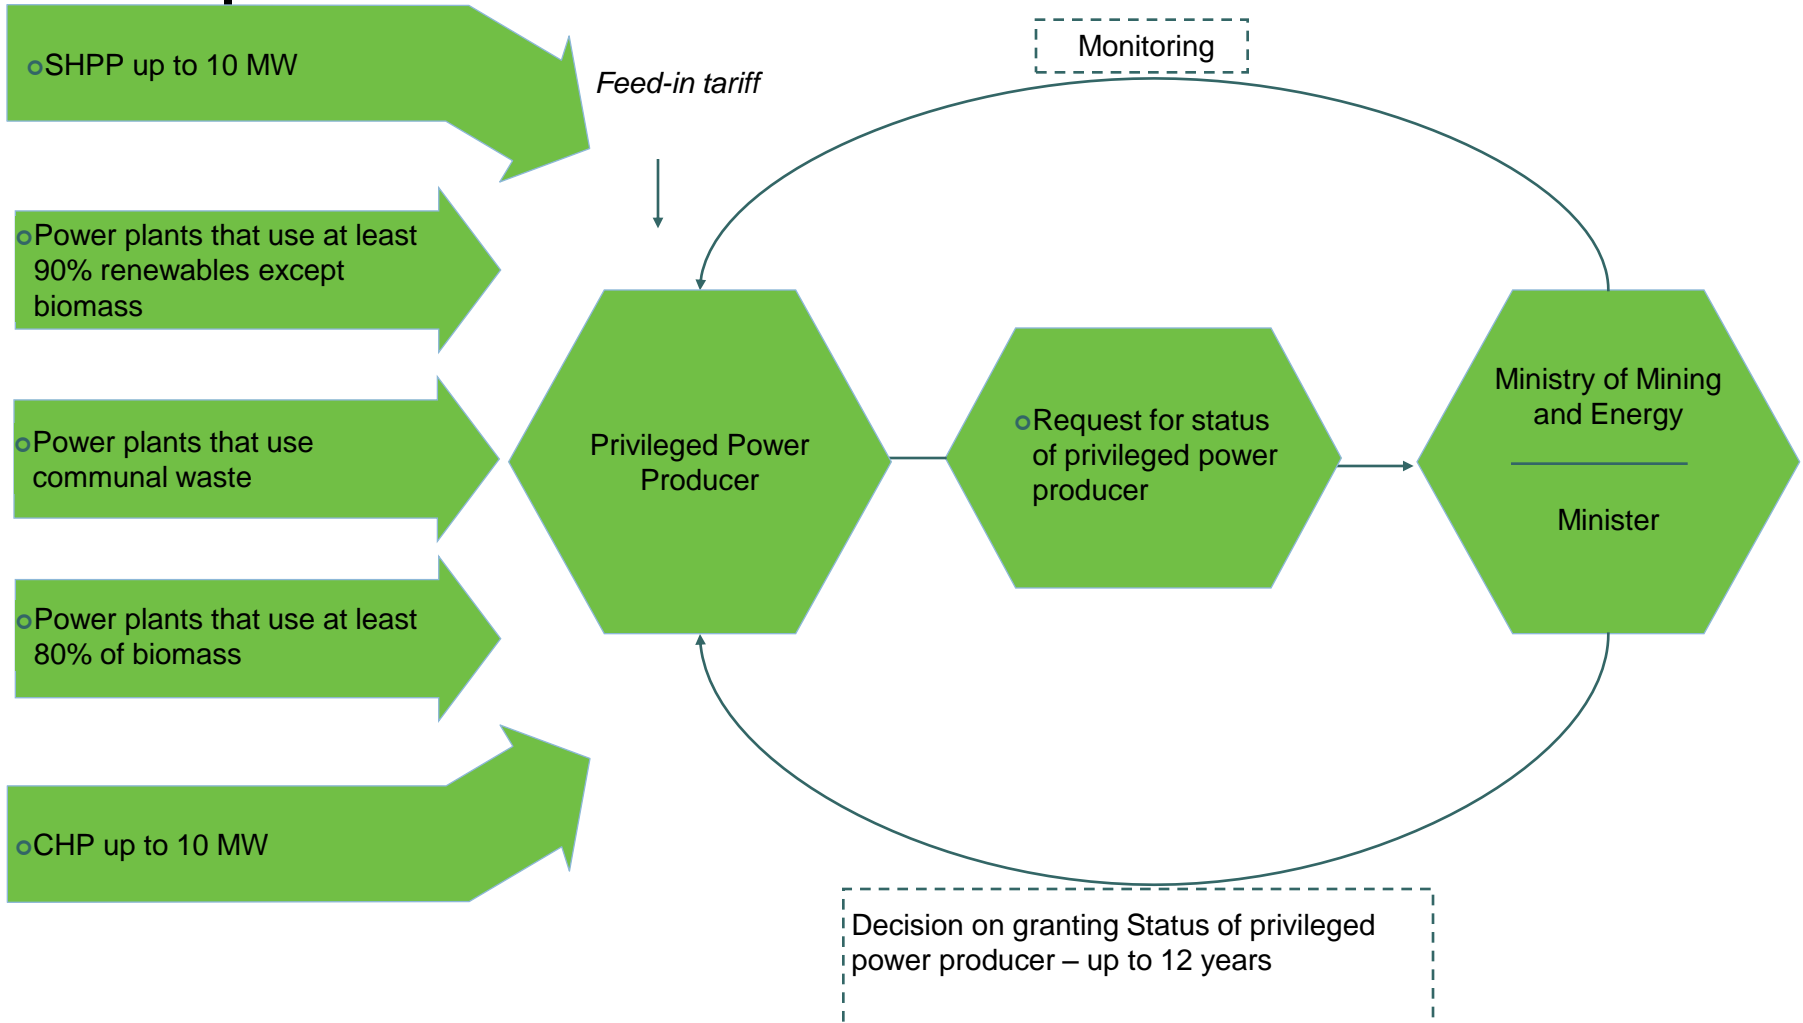 SHPP up to 10 MW
Feed-in tariff
Monitoring
Power plants that use at least
90% renewables except
biomass
Power plants that use
communal waste
Power plants that use at least
80% of biomass
CHP up to 10 MW
Privileged Power
Producer
Request for status
of privileged power
producer
Ministry of Mining
and Energy
Minister
Decision on granting Status of privileged
power producer – up to 12 years